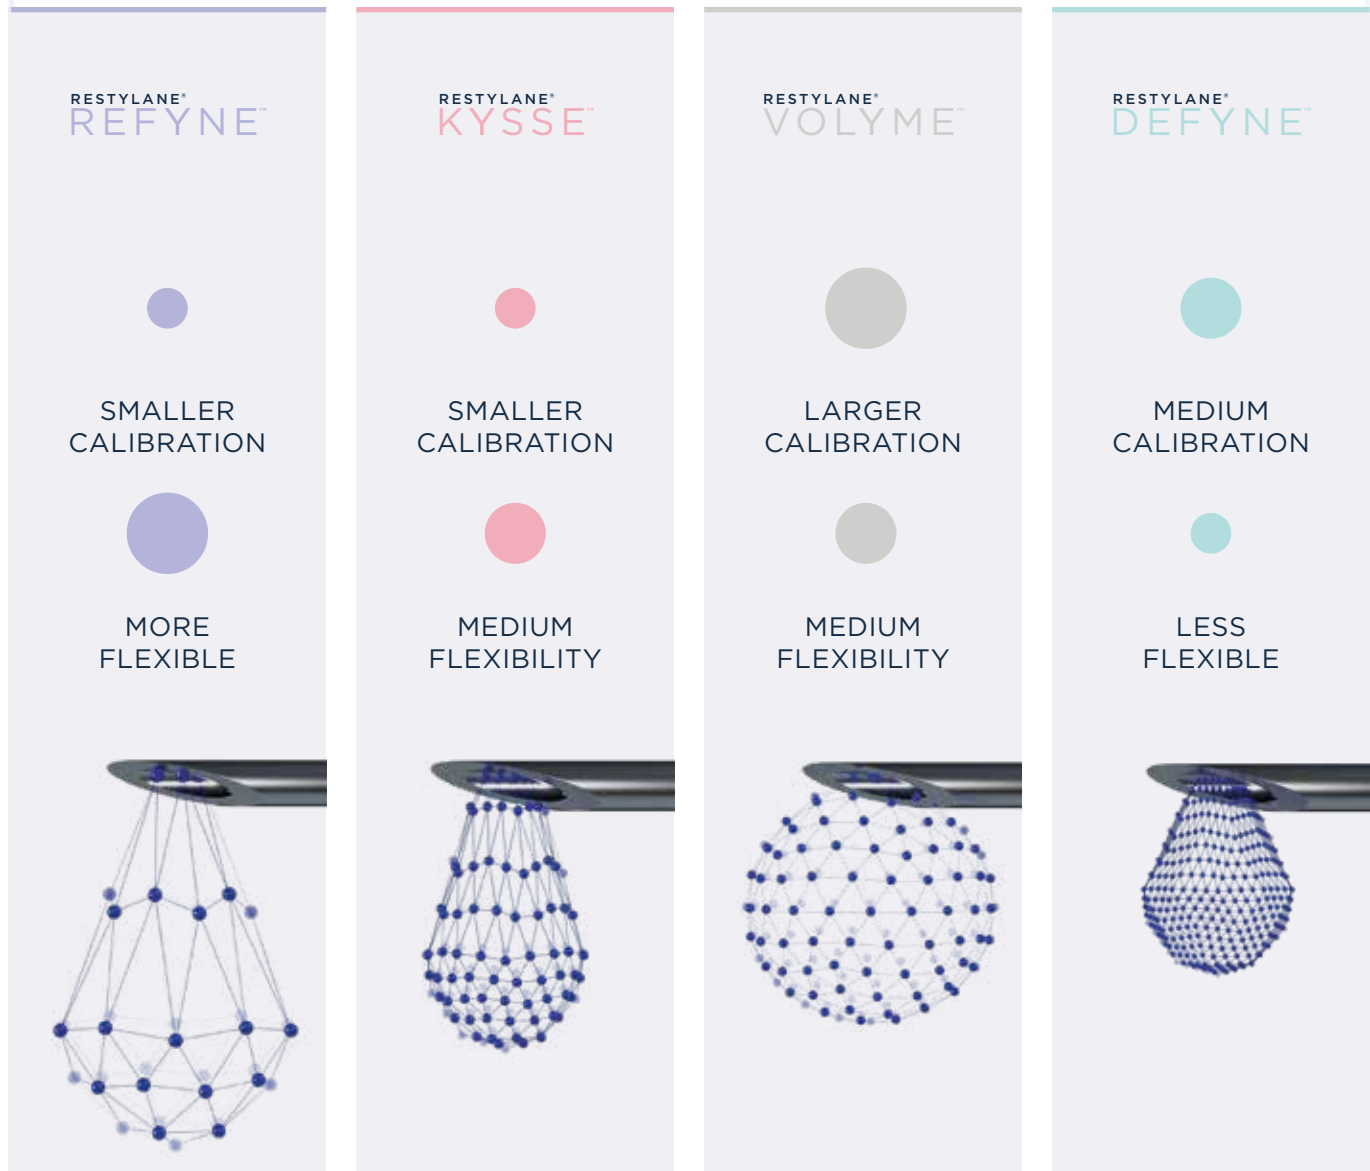 RESTYLANE®
REFYNE™
SMALLER
CALIBRATION
MORE
FLEXIBLE
RESTYLANE®
KYSSE™
SMALLER
CALIBRATION
MEDIUM
FLEXIBILITY
RESTYLANE®
VOLYME™
LARGER
CALIBRATION
MEDIUM
FLEXIBILITY
RESTYLANE®
DEFYNE™
MEDIUM
CALIBRATION
LESS
FLEXIBLE